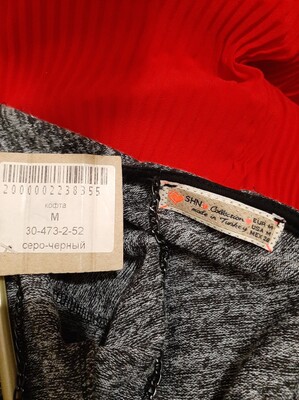 2000002238355
кофта
M
30-473-2-52
серо-черный
SHN
Collection
made in Turkey
EUR M
USA M